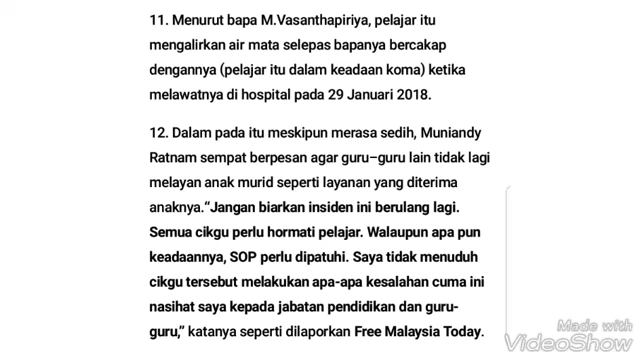 11. Menurut bapa M.Vasanthapiriya, pelajar itu
mengalirkan air mata selepas bapanya bercakap
dengannya (pelajar itu dalam keadaan koma) ketika
melawatnya di hospital pada 29 Januari 2018.
12. Dalam pada itu meskipun merasa sedih, Muniandy
Ratnam sempat berpesan agar guru–guru lain tidak lagi
melayan anak murid seperti layanan yang diterima
anaknya.“Jangan biarkan insiden ini berulang lagi.
Semua cikgu perlu hormati pelajar. Walaupun apa pun
keadaannya, SOP perlu dipatuhi. Saya tidak menuduh
cikgu tersebut melakukan apa-apa kesalahan cuma ini
nasihat saya kepada jabatan pendidikan dan guru-
guru,” katanya seperti dilaporkan Free Malaysia Today.
Made with
VideoShow